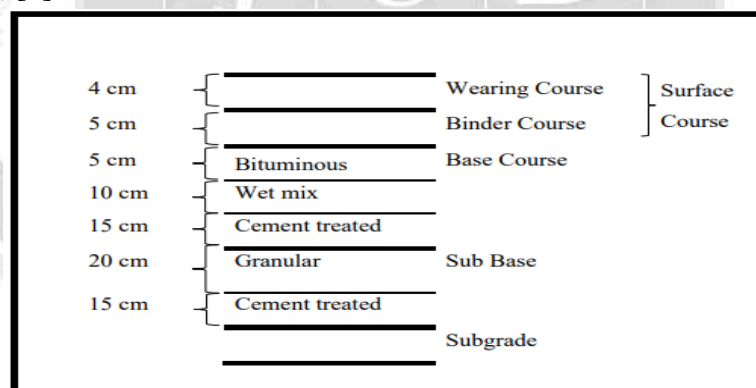 4 cm Wearing Course Surface
5 cm Binder Course Course
5 cm Bituminous Base Course
10 cm Wet mix
15 cm Cement treated
20 cm Granular Sub Base
15 cm Cement treated
Subgrade